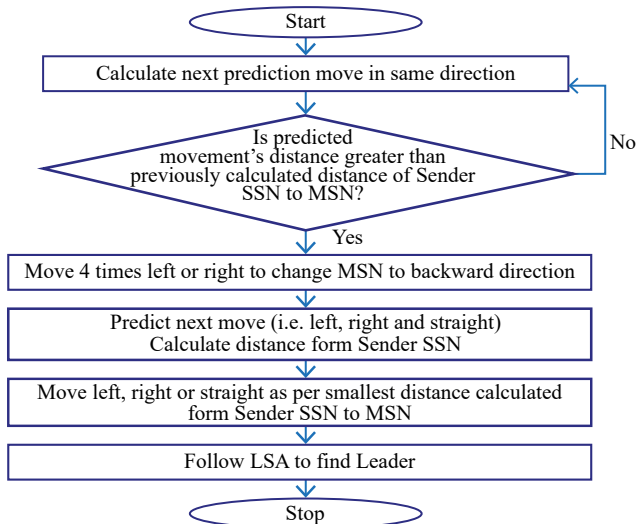 Start
Calculate next prediction move in same direction
Is predicted
movement's distance greater than
previously calculated distance of Sender
SSN to MSN?
No
Yes
Move 4 times left or right to change MSN to backward direction
Predict next move (i.e. left, right and straight)
Calculate distance form Sender SSN
Move left, right or straight as per smallest distance calculated
form Sender SSN to MSN
Follow LSA to find Leader
Stop